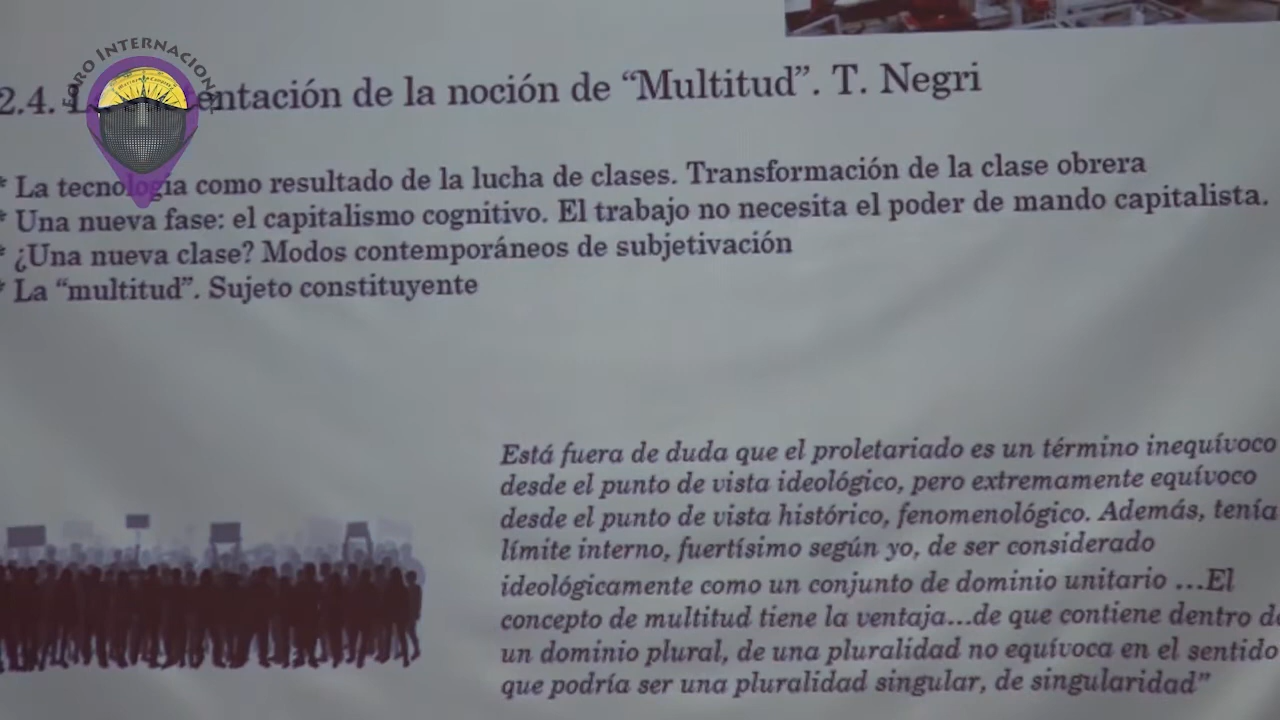 FORO INTERNACION
2.4. entación de la noción de “Multitud”. T. Negri
* La tecnología como resultado de la lucha de clases. Transformación de la clase obrera
* Una nueva fase: el capitalismo cognitivo. El trabajo no necesita el poder de mando capitalista.
* ¿Una nueva clase? Modos contemporáneos de subjetivación
* La “multitud”. Sujeto constituyente
Está fuera de duda que el proletariado es un término inequívoco
desde el punto de vista ideológico, pero extremamente equívoco
desde el punto de vista histórico, fenomenológico. Además, tenía
límite interno, fuertísimo según yo, de ser considerado
ideológicamente como un conjunto de dominio unitario ...El
concepto de multitud tiene la ventaja...de que contiene dentro de
un dominio plural, de una pluralidad no equívoca en el sentido
que podría ser una pluralidad singular, de singularidad”